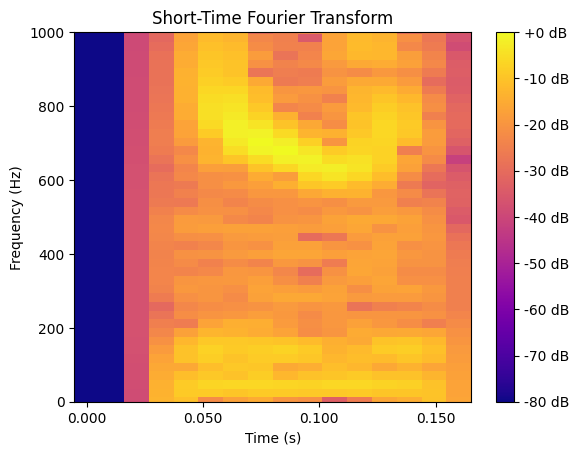 Short-Time Fourier Transform
1000
800
600
400
200
0
Frequency (Hz)
0.000
0.050
0.100
0.150
Time (s)
+0 dB
-10 dB
-20 dB
-30 dB
-40 dB
-50 dB
-60 dB
-70 dB
-80 dB